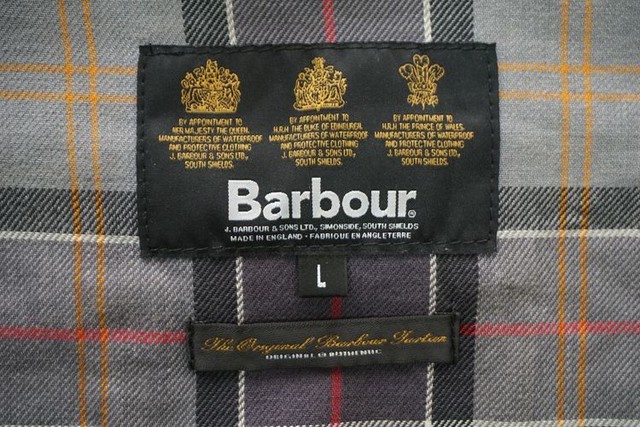 BY APPOINTMENT TO
HER MAJESTY THE QUEEN.
MANUFACTURERS OF WATERPROOF
AND PROTECTIVE CLOTHING
J. BARBOUR & SONS LTD.,
SOUTH SHIELDS.
BY APPOINTMENT TO
H.R.H. THE DUKE OF EDINBURGH.
MANUFACTURERS OF WATERPROOF
AND PROTECTIVE CLOTHING
J. BARBOUR & SONS LTD.,
SOUTH SHIELDS.
BY APPOINTMENT TO
H.R.H. THE PRINCE OF WALES.
MANUFACTURERS OF WATERPROOF
AND PROTECTIVE CLOTHING
J. BARBOUR & SONS LTD.,
SOUTH SHIELDS.
Barbour®
J. BARBOUR & SONS LTD., SIMONSIDE, SOUTH SHIELDS
MADE IN ENGLAND · FABRIQUE EN ANGLETERRE
L
The Original Barbour Tartan
ORIGINAL & AUTHENTIC